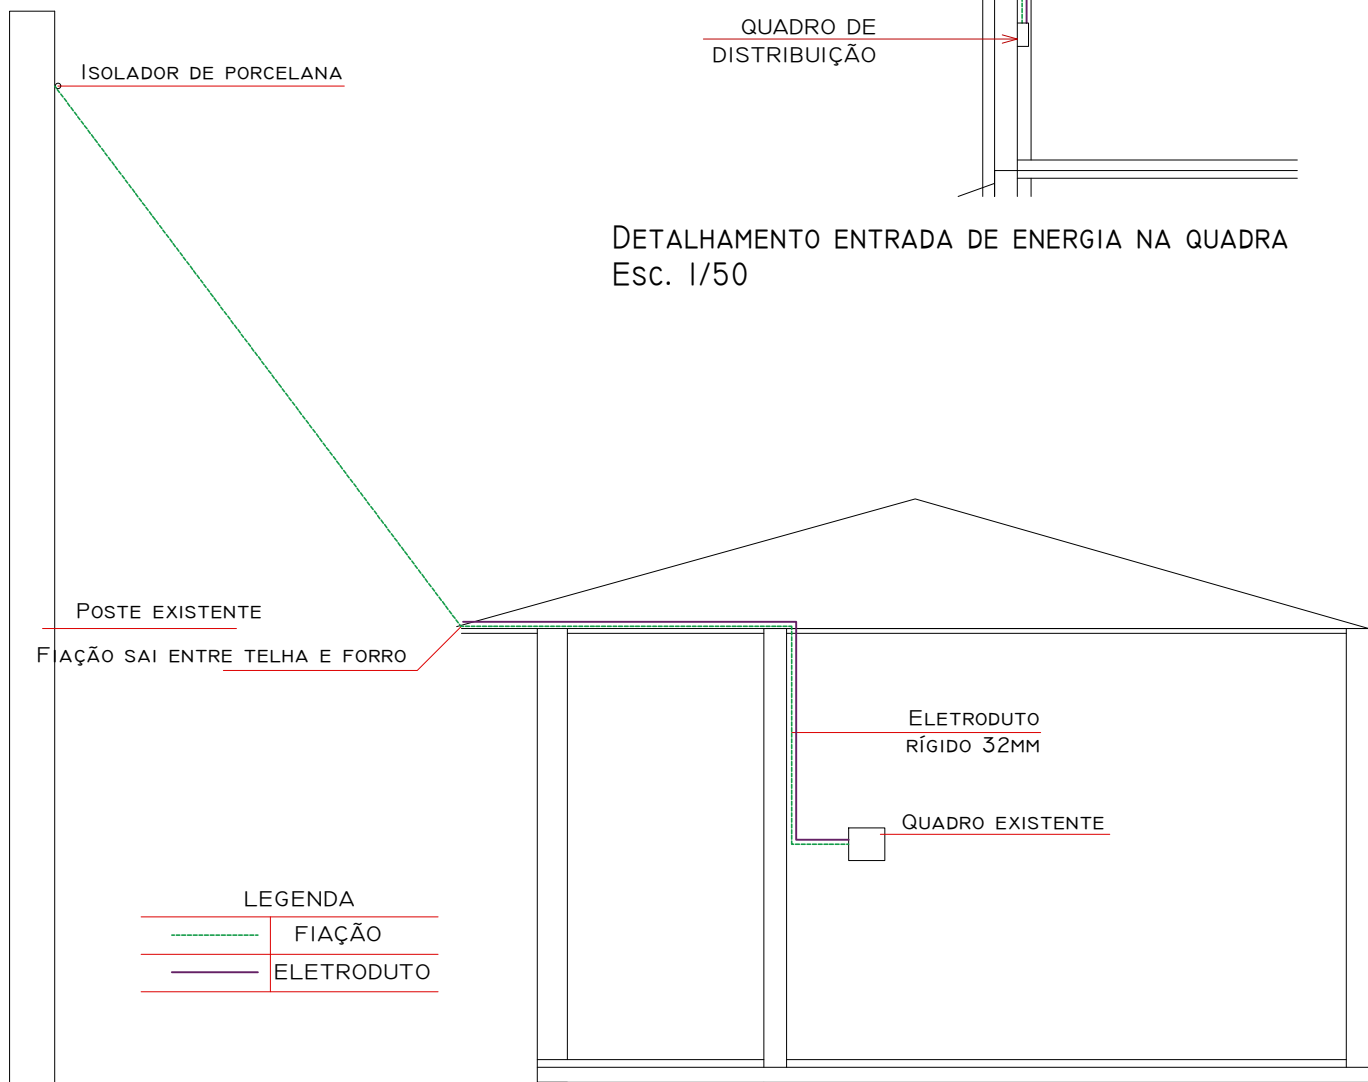 QUADRO DE
DISTRIBUIÇÃO
ISOLADOR DE PORCELANA
DETALHAMENTO ENTRADA DE ENERGIA NA QUADRA
ESC. 1/50
POSTE EXISTENTE
FIAÇÃO SAI ENTRE TELHA E FORRO
ELETRODUTO
RÍGIDO 32MM
QUADRO EXISTENTE
LEGENDA
FIAÇÃO
ELETRODUTO